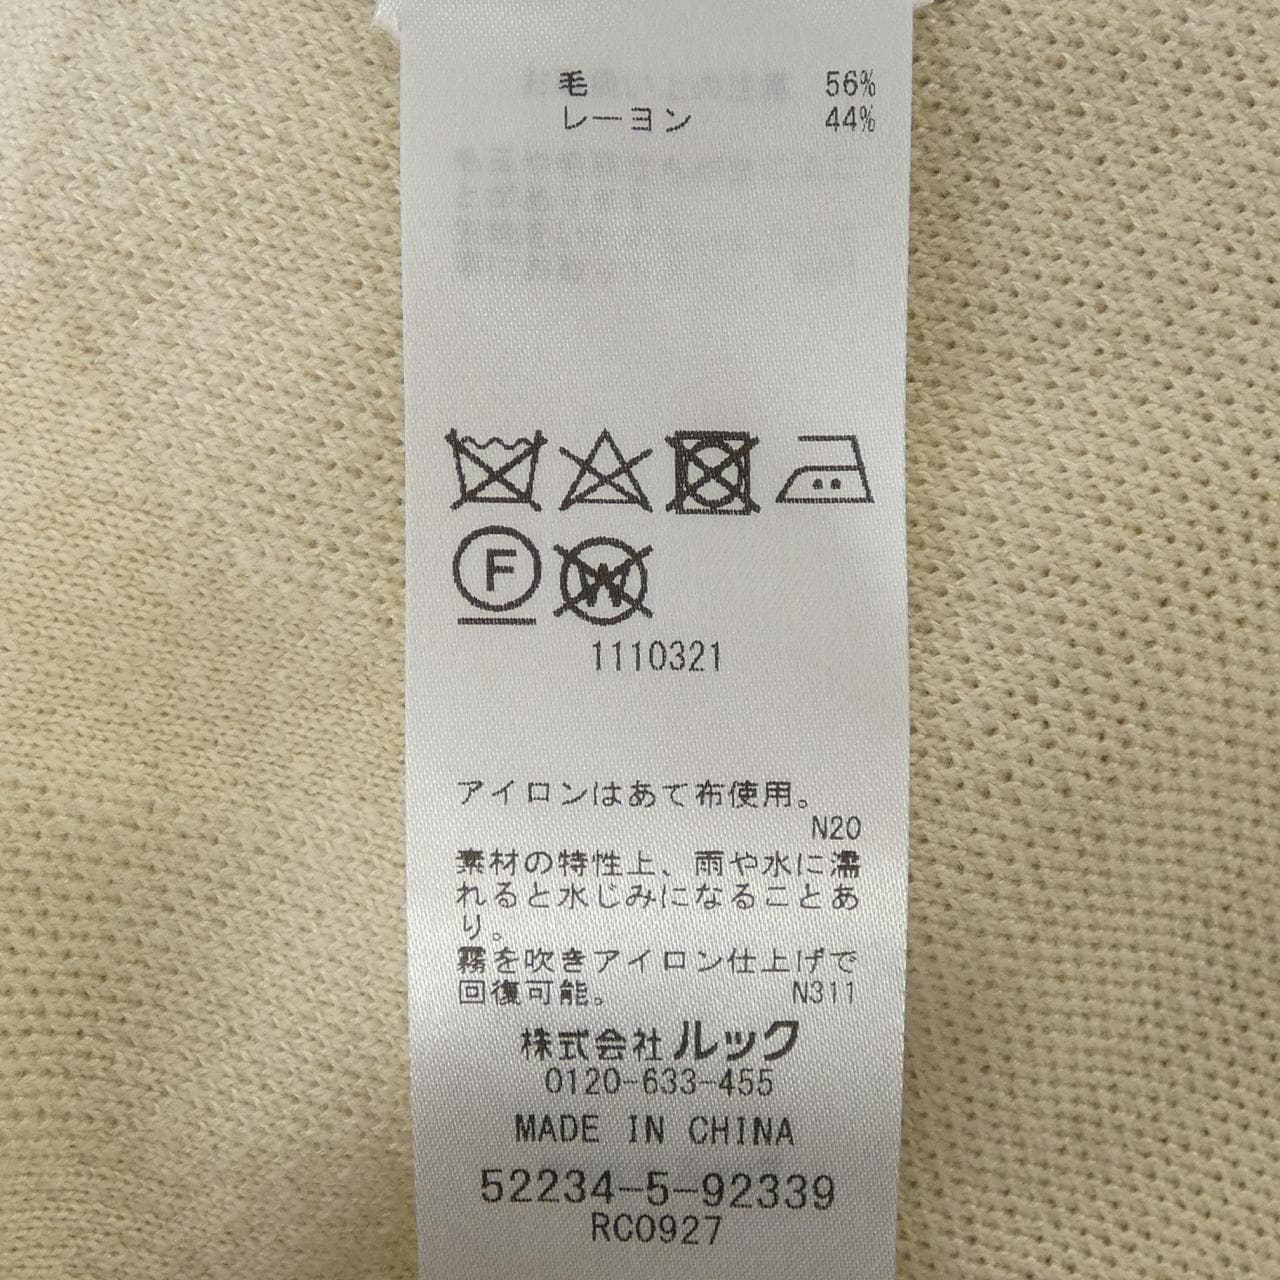 毛 56%
レーヨン 44%
F
W
1110321
アイロンはあて布使用。
N20
素材の特性上、雨や水に濡
れると水じみになることあ
り。
霧を吹きアイロン仕上げで
回復可能。 N311
株式会社 ルック
0120-633-455
MADE IN CHINA
52234-5-92339
RC0927